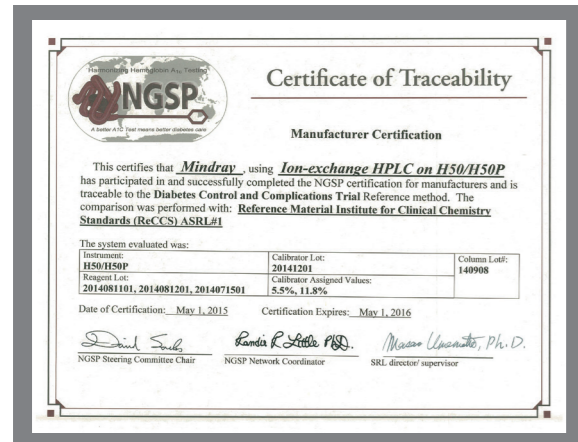 Harmonizing Hemoglobin A1c Testing
NGSP
A better A1C Test means better diabetes care
Certificate of Traceability
Manufacturer Certification
This certifies that Mindray, using Ion-exchange HPLC on H50/H50P
has participated in and successfully completed the NGSP certification for manufacturers and is
traceable to the Diabetes Control and Complications Trial Reference method. The
comparison was performed with: Reference Material Institute for Clinical Chemistry
Standards (ReCCS) ASRL#1
The system evaluated was:
Instrument: Calibrator Lot: Column Lot#:
H50/H50P 20141201 140908
Reagent Lot: Calibrator Assigned Values:
2014081101, 2014081201, 2014071501 5.5%, 11.8%
Date of Certification: May 1, 2015 Certification Expires: May 1, 2016
David Sacks Randie R Little PhD. Masao Umemoto, Ph.D.
NGSP Steering Committee Chair NGSP Network Coordinator SRL director/ supervisor